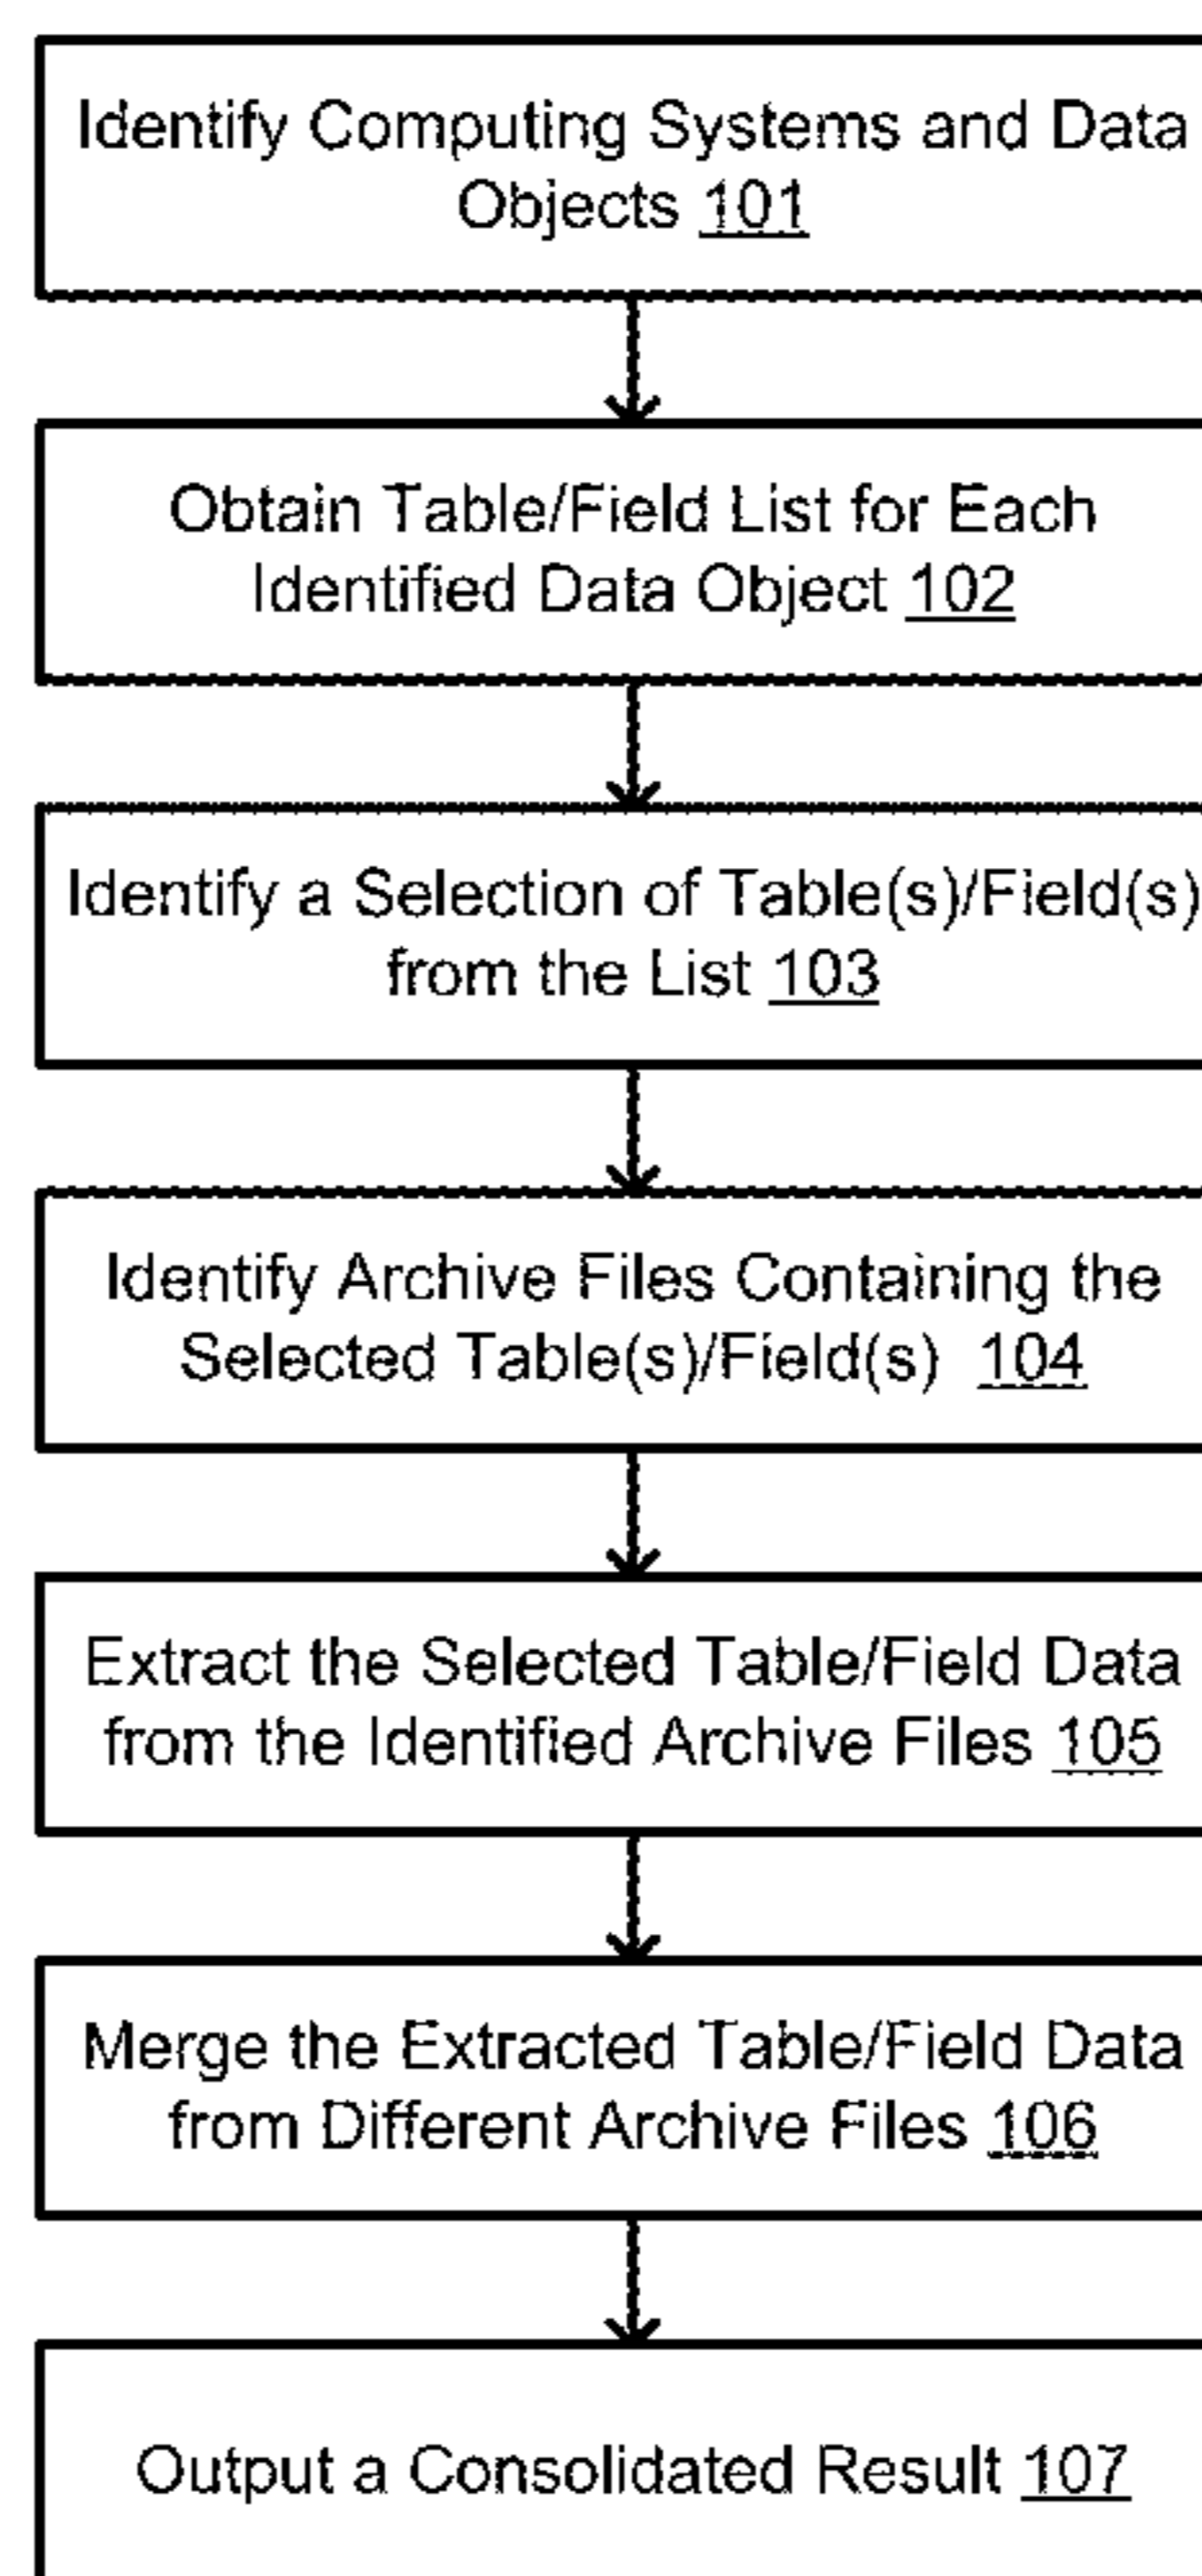 Identify Computing Systems and Data
Objects 101
Obtain Table/Field List for Each
Identified Data Object 102
Identify a Selection of Table(s)/Field(s)
from the List 103
Identify Archive Files Containing the
Selected Table(s)/Field(s) 104
Extract the Selected Table/Field Data
from the Identified Archive Files 105
Merge the Extracted Table/Field Data
from Different Archive Files 106
Output a Consolidated Result 107